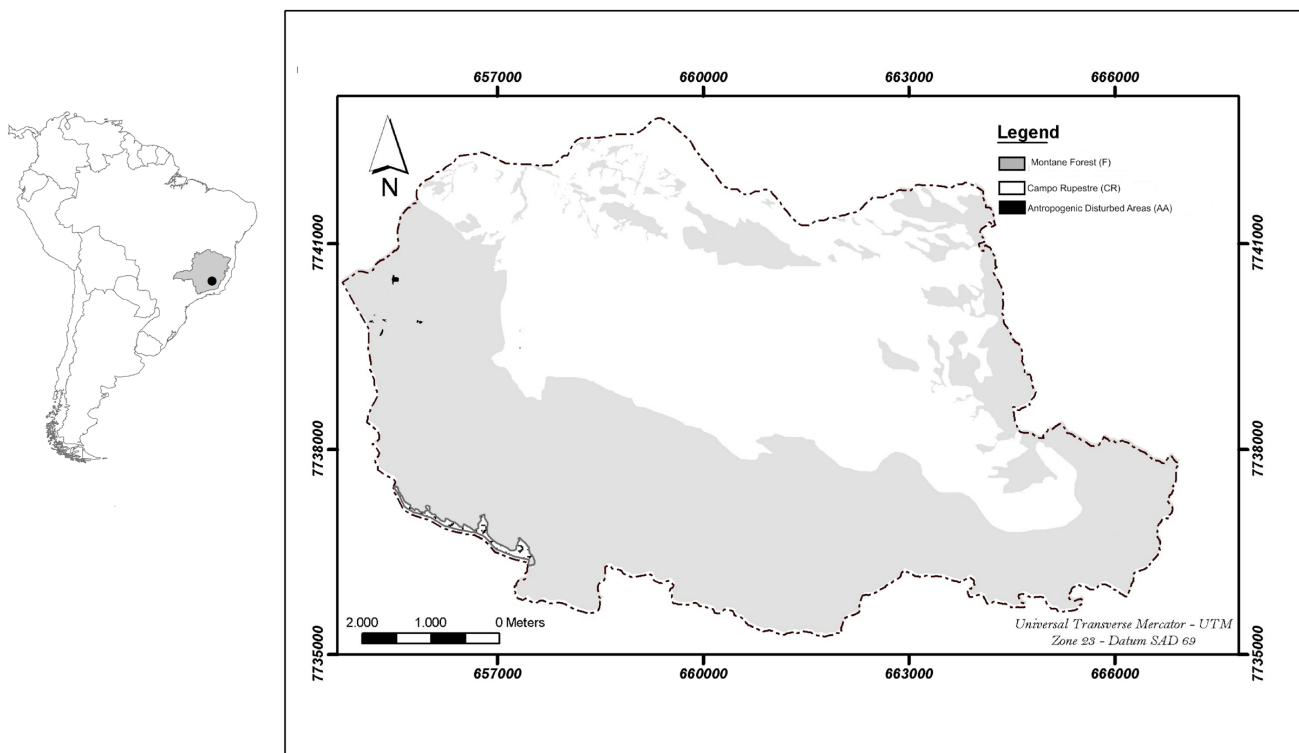 657000
660000
663000
666000
Legend
Montane Forest (F)
Campo Rupestre (CR)
Antropogenic Disturbed Areas (AA)
N
7741000
7741000
7738000
7738000
2.000
1.000
0 Meters
Universal Transverse Mercator - UTM
Zone 23 - Datum SAD 69
7735000
7735000
657000
660000
663000
666000